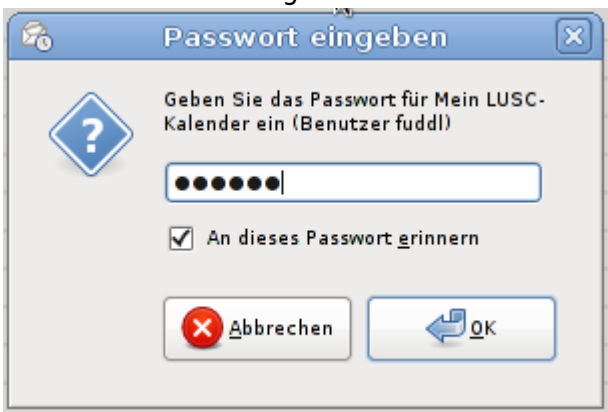 Passwort eingeben
Geben Sie das Passwort für Mein LUSC-
Kalender ein (Benutzer fuddl)
●●●●●●
An dieses Passwort erinnern
Abbrechen
OK